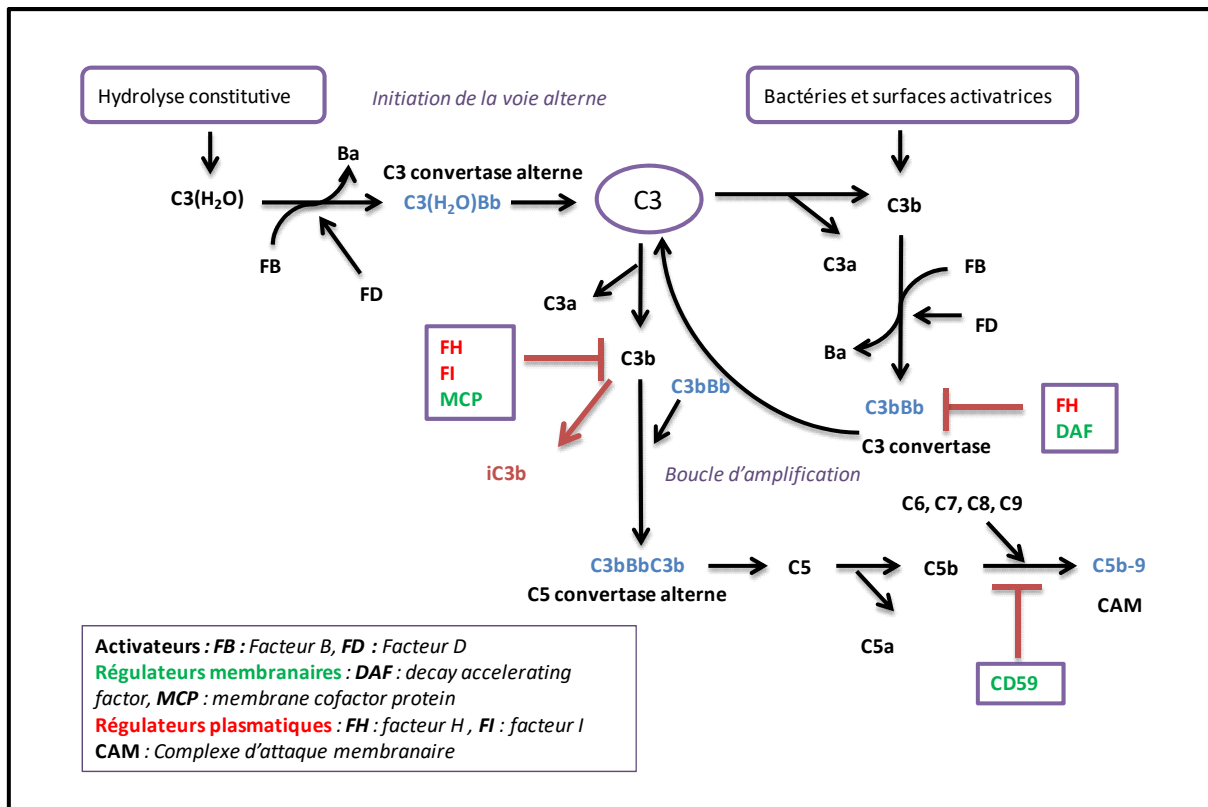 Hydrolyse constitutive
Initiation de la voie alterne
Bactéries et surfaces activatrices
Ba
C3 convertase alterne
C3(H₂O)
C3(H₂O)Bb
C3
C3b
FB
FD
C3a
FB
C3a
FD
Ba
FH
FI
MCP
C3b
C3bBb
C3bBb
C3 convertase
FH
DAF
iC3b
Boucle d’amplification
C6, C7, C8, C9
C3bBbC3b
C5 convertase alterne
C5
C5b
C5b-9
CAM
C5a
CD59
Activateurs : FB : Facteur B, FD : Facteur D
Régulateurs membranaires : DAF : decay accelerating
factor, MCP : membrane cofactor protein
Régulateurs plasmatiques : FH : facteur H , FI : facteur I
CAM : Complexe d’attaque membranaire